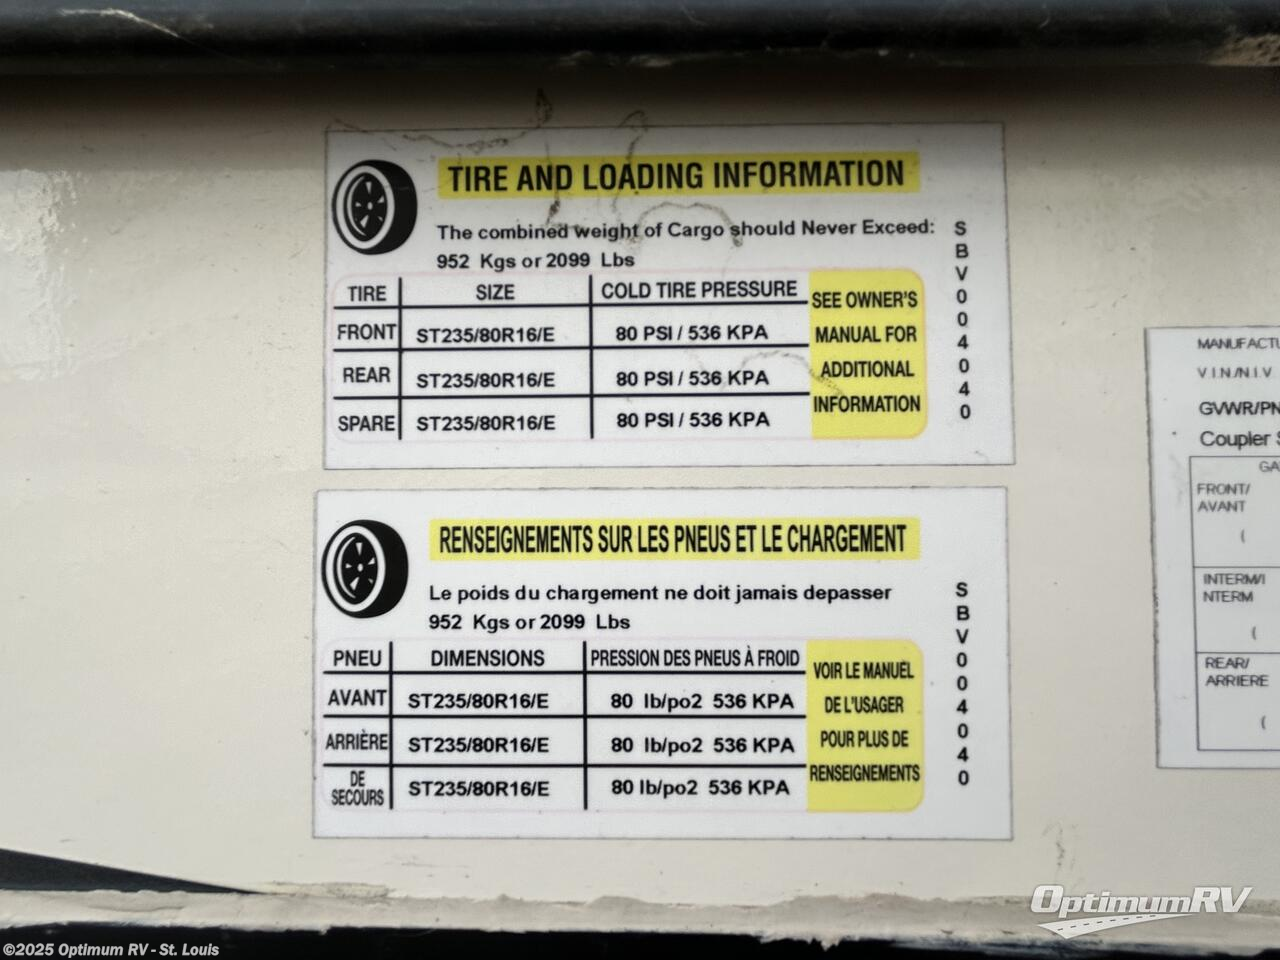 TIRE AND LOADING INFORMATION
The combined weight of Cargo should Never Exceed:
952 Kgs or 2099 Lbs
TIRE SIZE COLD TIRE PRESSURE
FRONT ST235/80R16/E 80 PSI / 536 KPA
REAR ST235/80R16/E 80 PSI / 536 KPA
SPARE ST235/80R16/E 80 PSI / 536 KPA
SEE OWNER'S
MANUAL FOR
ADDITIONAL
INFORMATION
SBV004040
RENSEIGNEMENTS SUR LES PNEUS ET LE CHARGEMENT
Le poids du chargement ne doit jamais depasser
952 Kgs or 2099 Lbs
PNEU DIMENSIONS PRESSION DES PNEUS À FROID
AVANT ST235/80R16/E 80 lb/po2 536 KPA
ARRIÈRE ST235/80R16/E 80 lb/po2 536 KPA
DE
SECOURS ST235/80R16/E 80 lb/po2 536 KPA
VOIR LE MANUEL
DE L'USAGER
POUR PLUS DE
RENSEIGNEMENTS
SBV004040
MANUFACTU
V.I.N./N.I.V
GVWR/PN
Coupler S
GA
FRONT/
AVANT
(
INTERM/I
NTERM
(
REAR/
ARRIERE
(
OptimumRV
©2025 Optimum RV - St. Louis